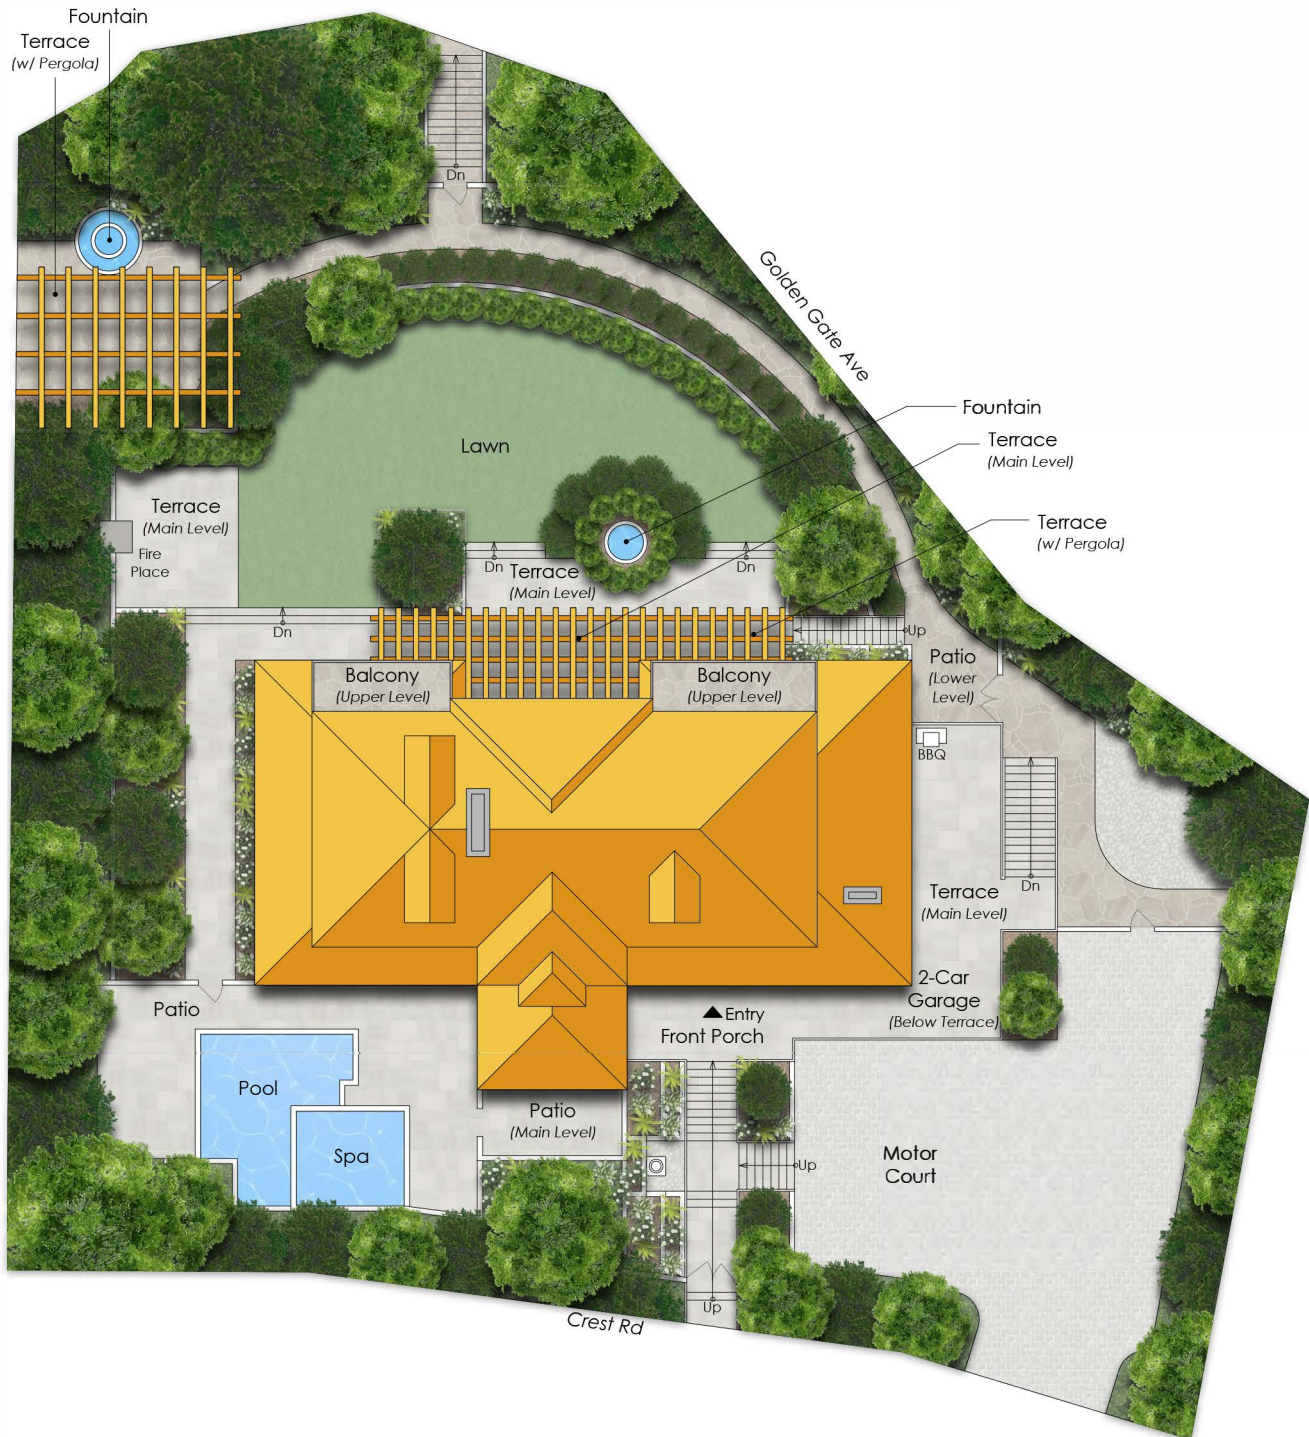 Fountain
Terrace
(w/ Pergola)
Dn
Golden Gate Ave
Fountain
Terrace
(Main Level)
Lawn
Terrace
(Main Level)
Terrace
(w/ Pergola)
Fire
Place
Dn
Terrace
(Main Level)
Dn
Dn
Up
Balcony
(Upper Level)
Balcony
(Upper Level)
Patio
(Lower
Level)
BBQ
Terrace
(Main Level)
Dn
2-Car
Garage
(Below Terrace)
Patio
Entry
Front Porch
Pool
Patio
(Main Level)
Spa
Up
Motor
Court
Up
Crest Rd